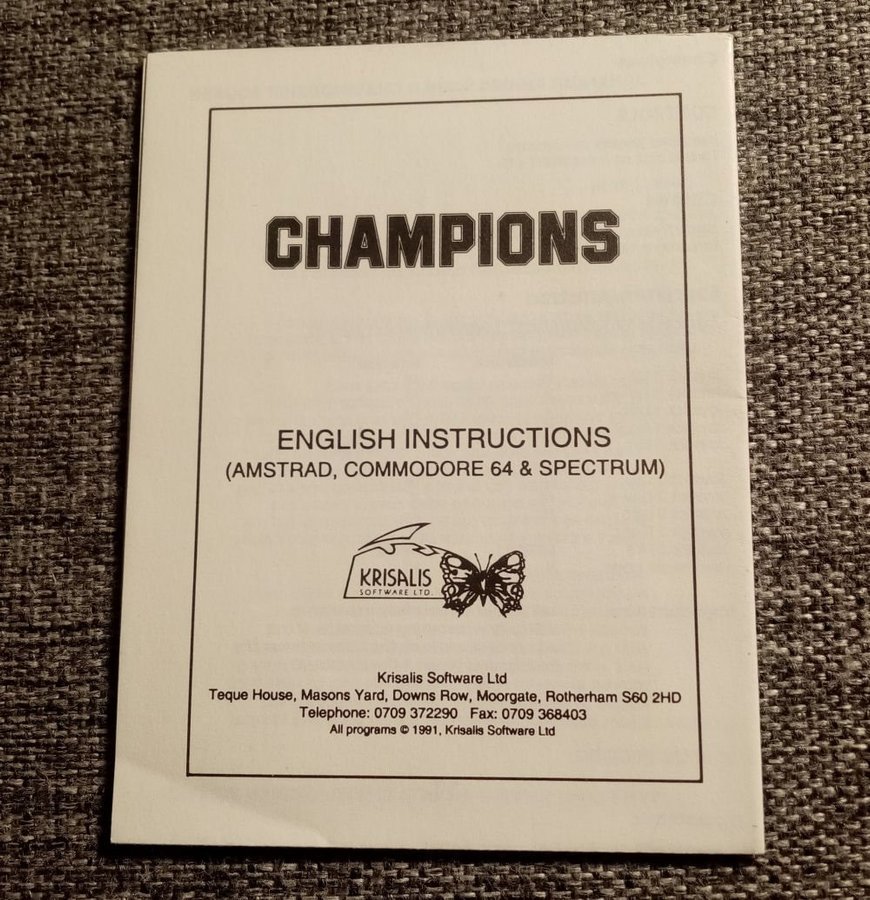 CHAMPIONS
ENGLISH INSTRUCTIONS
(AMSTRAD, COMMODORE 64 & SPECTRUM)
KRISALIS
SOFTWARE LTD.
Krisalis Software Ltd
Teque House, Masons Yard, Downs Row, Moorgate, Rotherham S60 2HD
Telephone: 0709 372290 Fax: 0709 368403
All programs © 1991, Krisalis Software Ltd